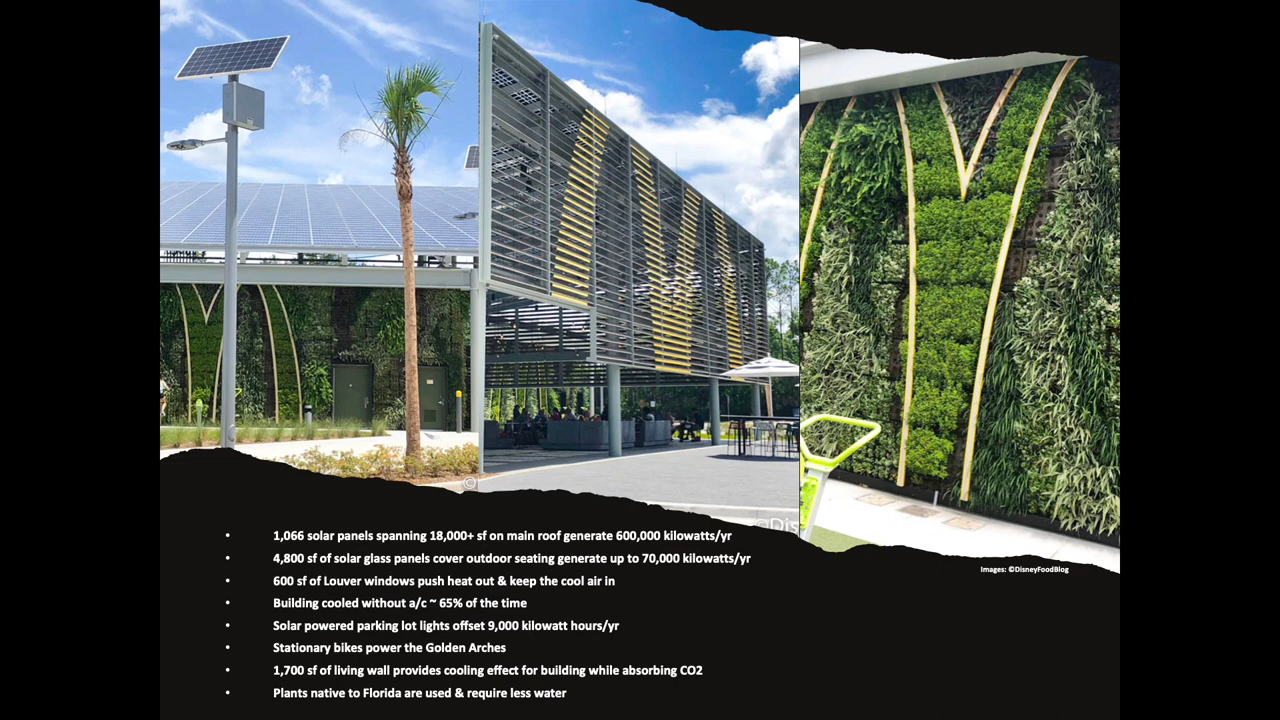 ©
©Dis
Images: ©DisneyFoodBlog
• 1,066 solar panels spanning 18,000+ sf on main roof generate 600,000 kilowatts/yr
• 4,800 sf of solar glass panels cover outdoor seating generate up to 70,000 kilowatts/yr
• 600 sf of Louver windows push heat out & keep the cool air in
• Building cooled without a/c ~ 65% of the time
• Solar powered parking lot lights offset 9,000 kilowatt hours/yr
• Stationary bikes power the Golden Arches
• 1,700 sf of living wall provides cooling effect for building while absorbing CO2
• Plants native to Florida are used & require less water